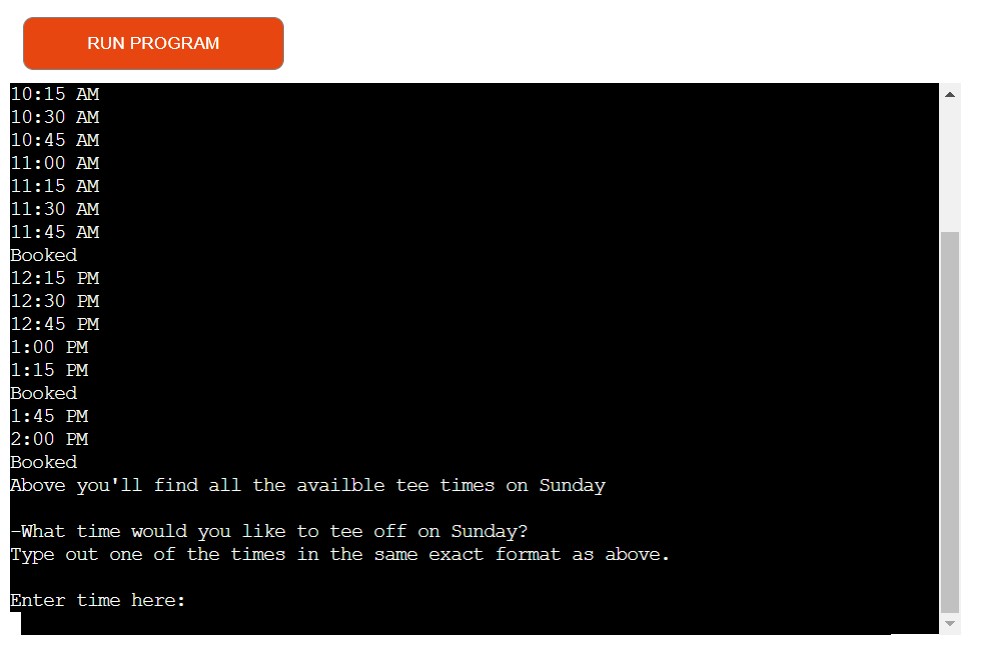 RUN PROGRAM
10:15 AM
10:30 AM
10:45 AM
11:00 AM
11:15 AM
11:30 AM
11:45 AM
Booked
12:15 PM
12:30 PM
12:45 PM
1:00 PM
1:15 PM
Booked
1:45 PM
2:00 PM
Booked
Above you'll find all the availble tee times on Sunday
-What time would you like to tee off on Sunday?
Type out one of the times in the same exact format as above.
Enter time here: